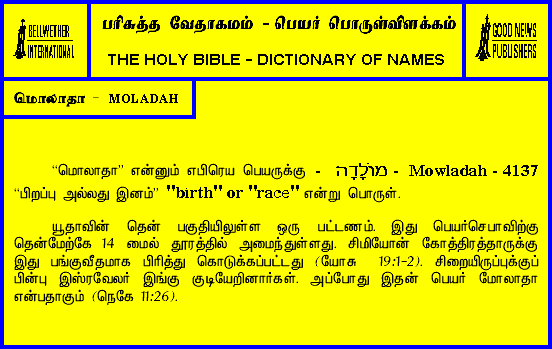 BELLWETHER
INTERNATIONAL
பரிசுத்த வேதாகமம் - பெயர் பொருள்விளக்கம்
THE HOLY BIBLE - DICTIONARY OF NAMES
GOOD NEWS
PUBLISHERS
மொலாதா - MOLADAH
“மொலாதா” என்னும் எபிரெய பெயருக்கு - מוֹלָדָה - Mowladah - 4137
“பிறப்பு அல்லது இனம்” "birth" or "race" என்று பொருள்.
யூதாவின் தென் பகுதியிலுள்ள ஒரு பட்டணம். இது பெயர்செபாவிற்கு
தென்மேற்கே 14 மைல் தூரத்தில் அமைந்துள்ளது. சிமியோன் கோத்திரத்தாருக்கு
இது பங்குவீதமாக பிரித்து கொடுக்கப்பட்டது (யோசு 19:1-2). சிறையிருப்புக்குப்
பின்பு இஸ்ரவேலர் இங்கு குடியேறினார்கள். அப்போது இதன் பெயர் மோலாதா
என்பதாகும் (நெகே 11:26).